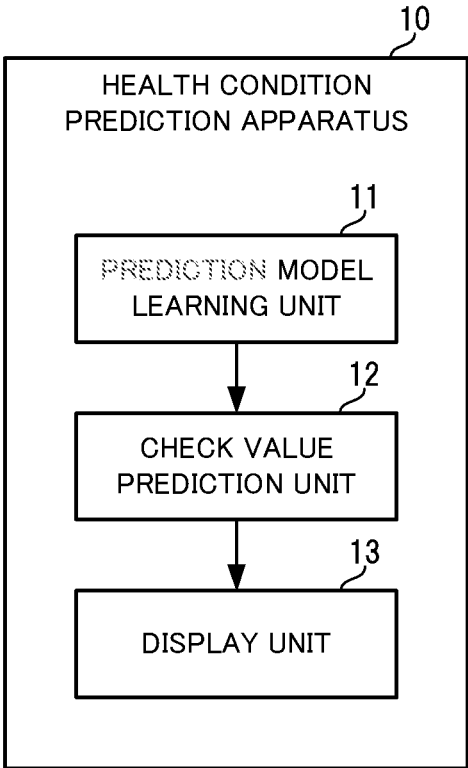 10
HEALTH CONDITION
PREDICTION APPARATUS
11
PREDICTION MODEL
LEARNING UNIT
12
CHECK VALUE
PREDICTION UNIT
13
DISPLAY UNIT